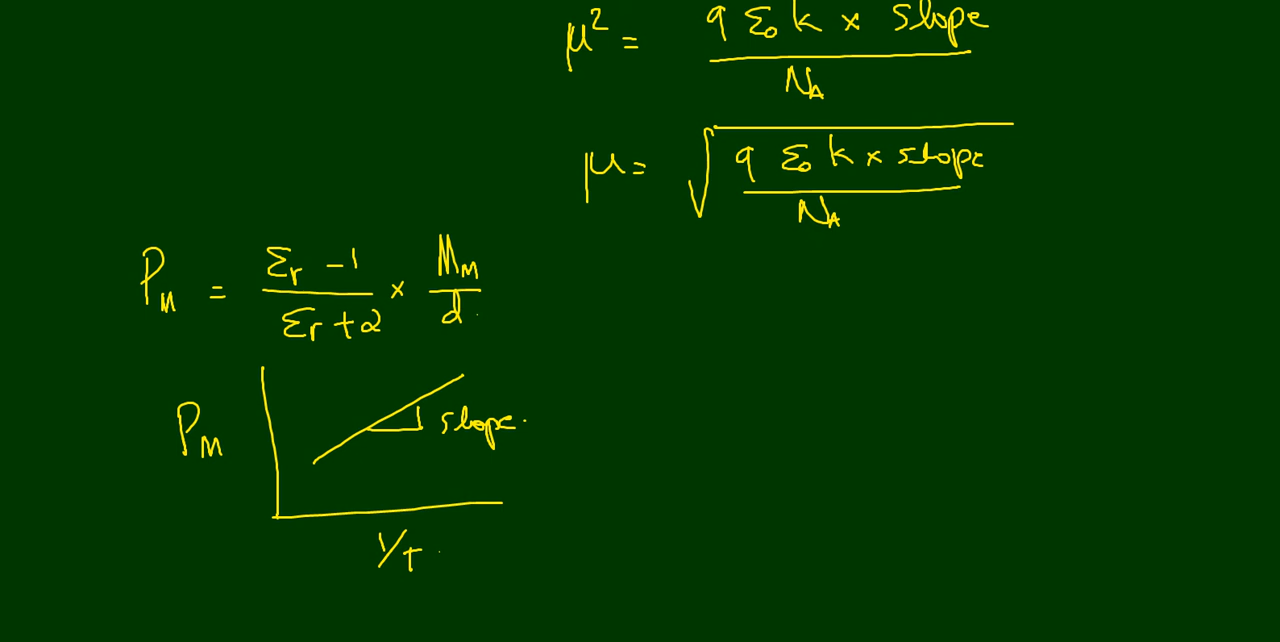 μ² = 9 ε₀ k × slope / N_A
μ = √(9 ε₀ k × slope / N_A)
P_M = (ε_r − 1) / (ε_r + 2) × M_M / d
P_M
slope.
1/T